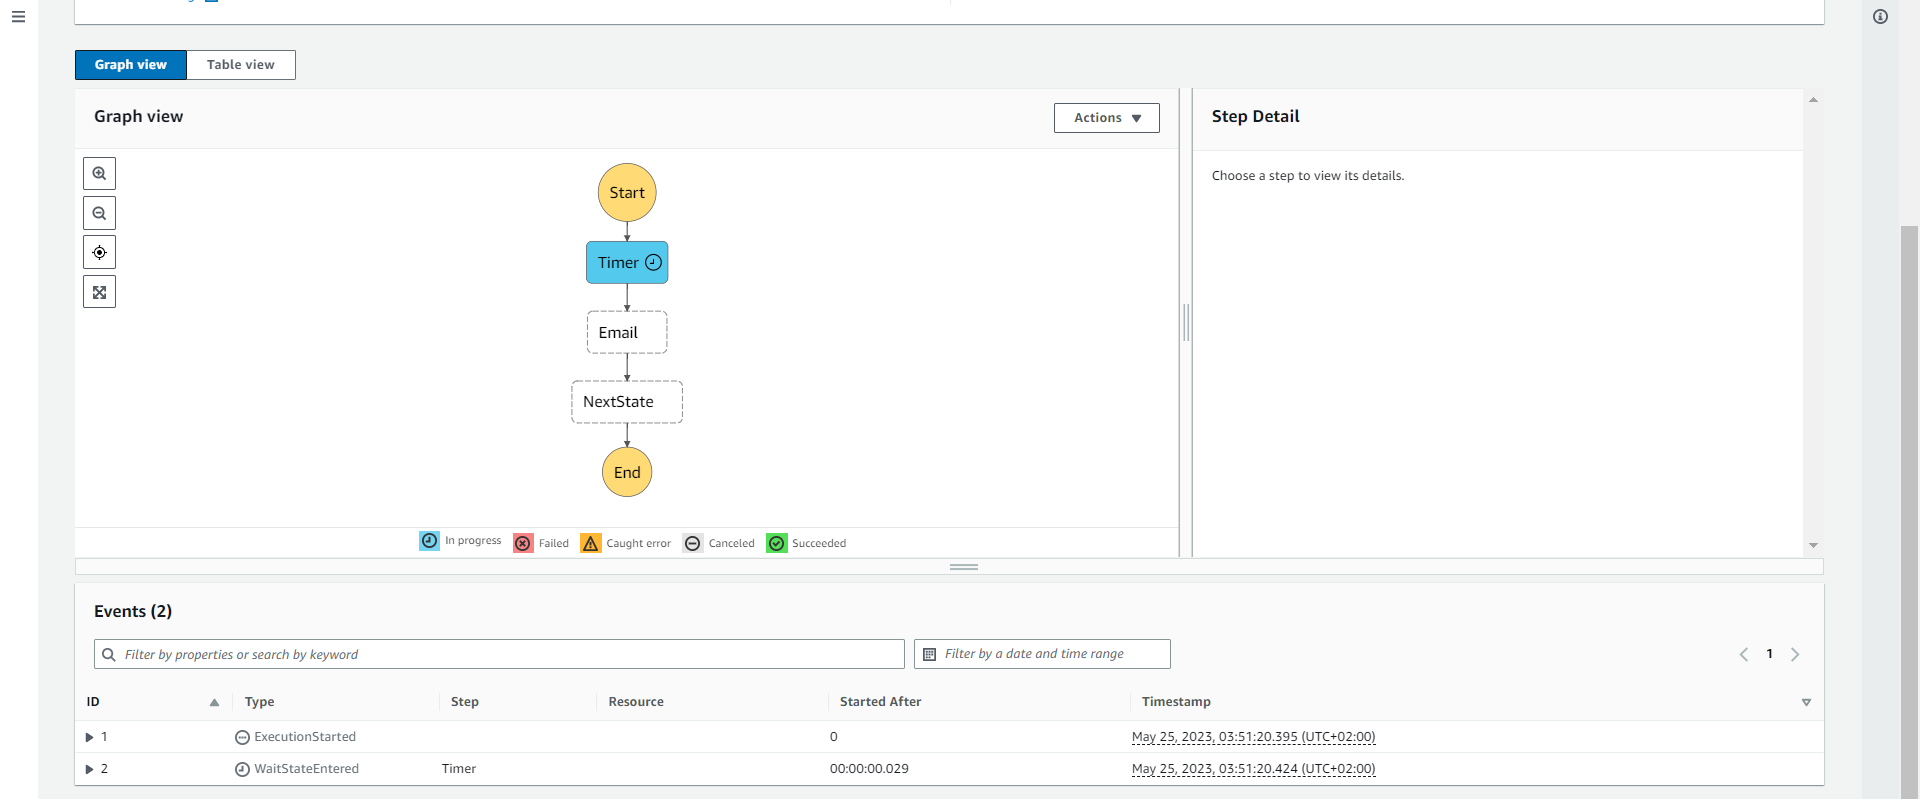 Graph view Table view
Graph view
Actions
Step Detail
Choose a step to view its details.
Start
Timer
Email
NextState
End
In progress Failed Caught error Canceled Succeeded
Events (2)
Filter by properties or search by keyword
Filter by a date and time range
1
ID Type Step Resource Started After Timestamp
1 ExecutionStarted 0 May 25, 2023, 03:51:20.395 (UTC+02:00)
2 WaitStateEntered Timer 00:00:00.029 May 25, 2023, 03:51:20.424 (UTC+02:00)